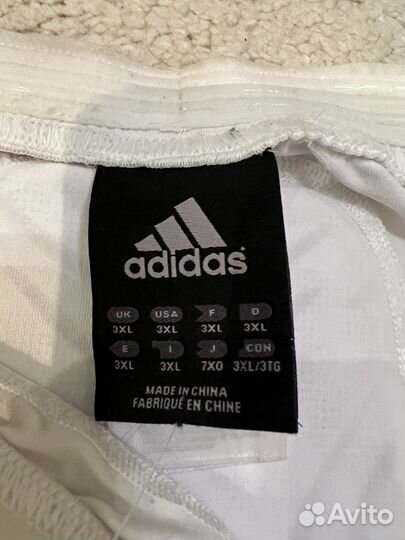 adidas
UK USA F D
3XL 3XL 3XL 3XL
E I J CDN
3XL 3XL 7XO 3XL/3TG
MADE IN CHINA
FABRIQUÉ EN CHINE
Avito